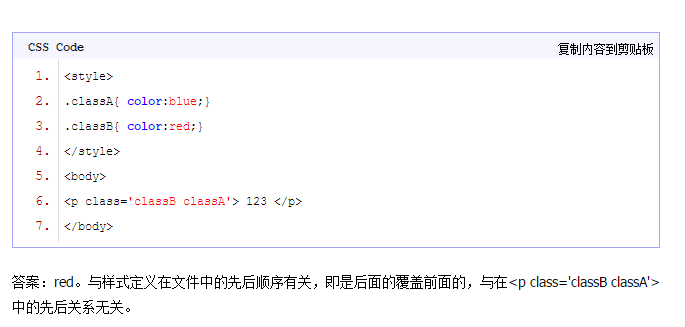 CSS Code 复制内容到剪贴板
1. <style>
2. .classA{ color:blue;}
3. .classB{ color:red;}
4. </style>
5. <body>
6. <p class='classB classA'> 123 </p>
7. </body>
答案：red。与样式定义在文件中的先后顺序有关，即是后面的覆盖前面的，与在<p class='classB classA'>
中的先后关系无关。